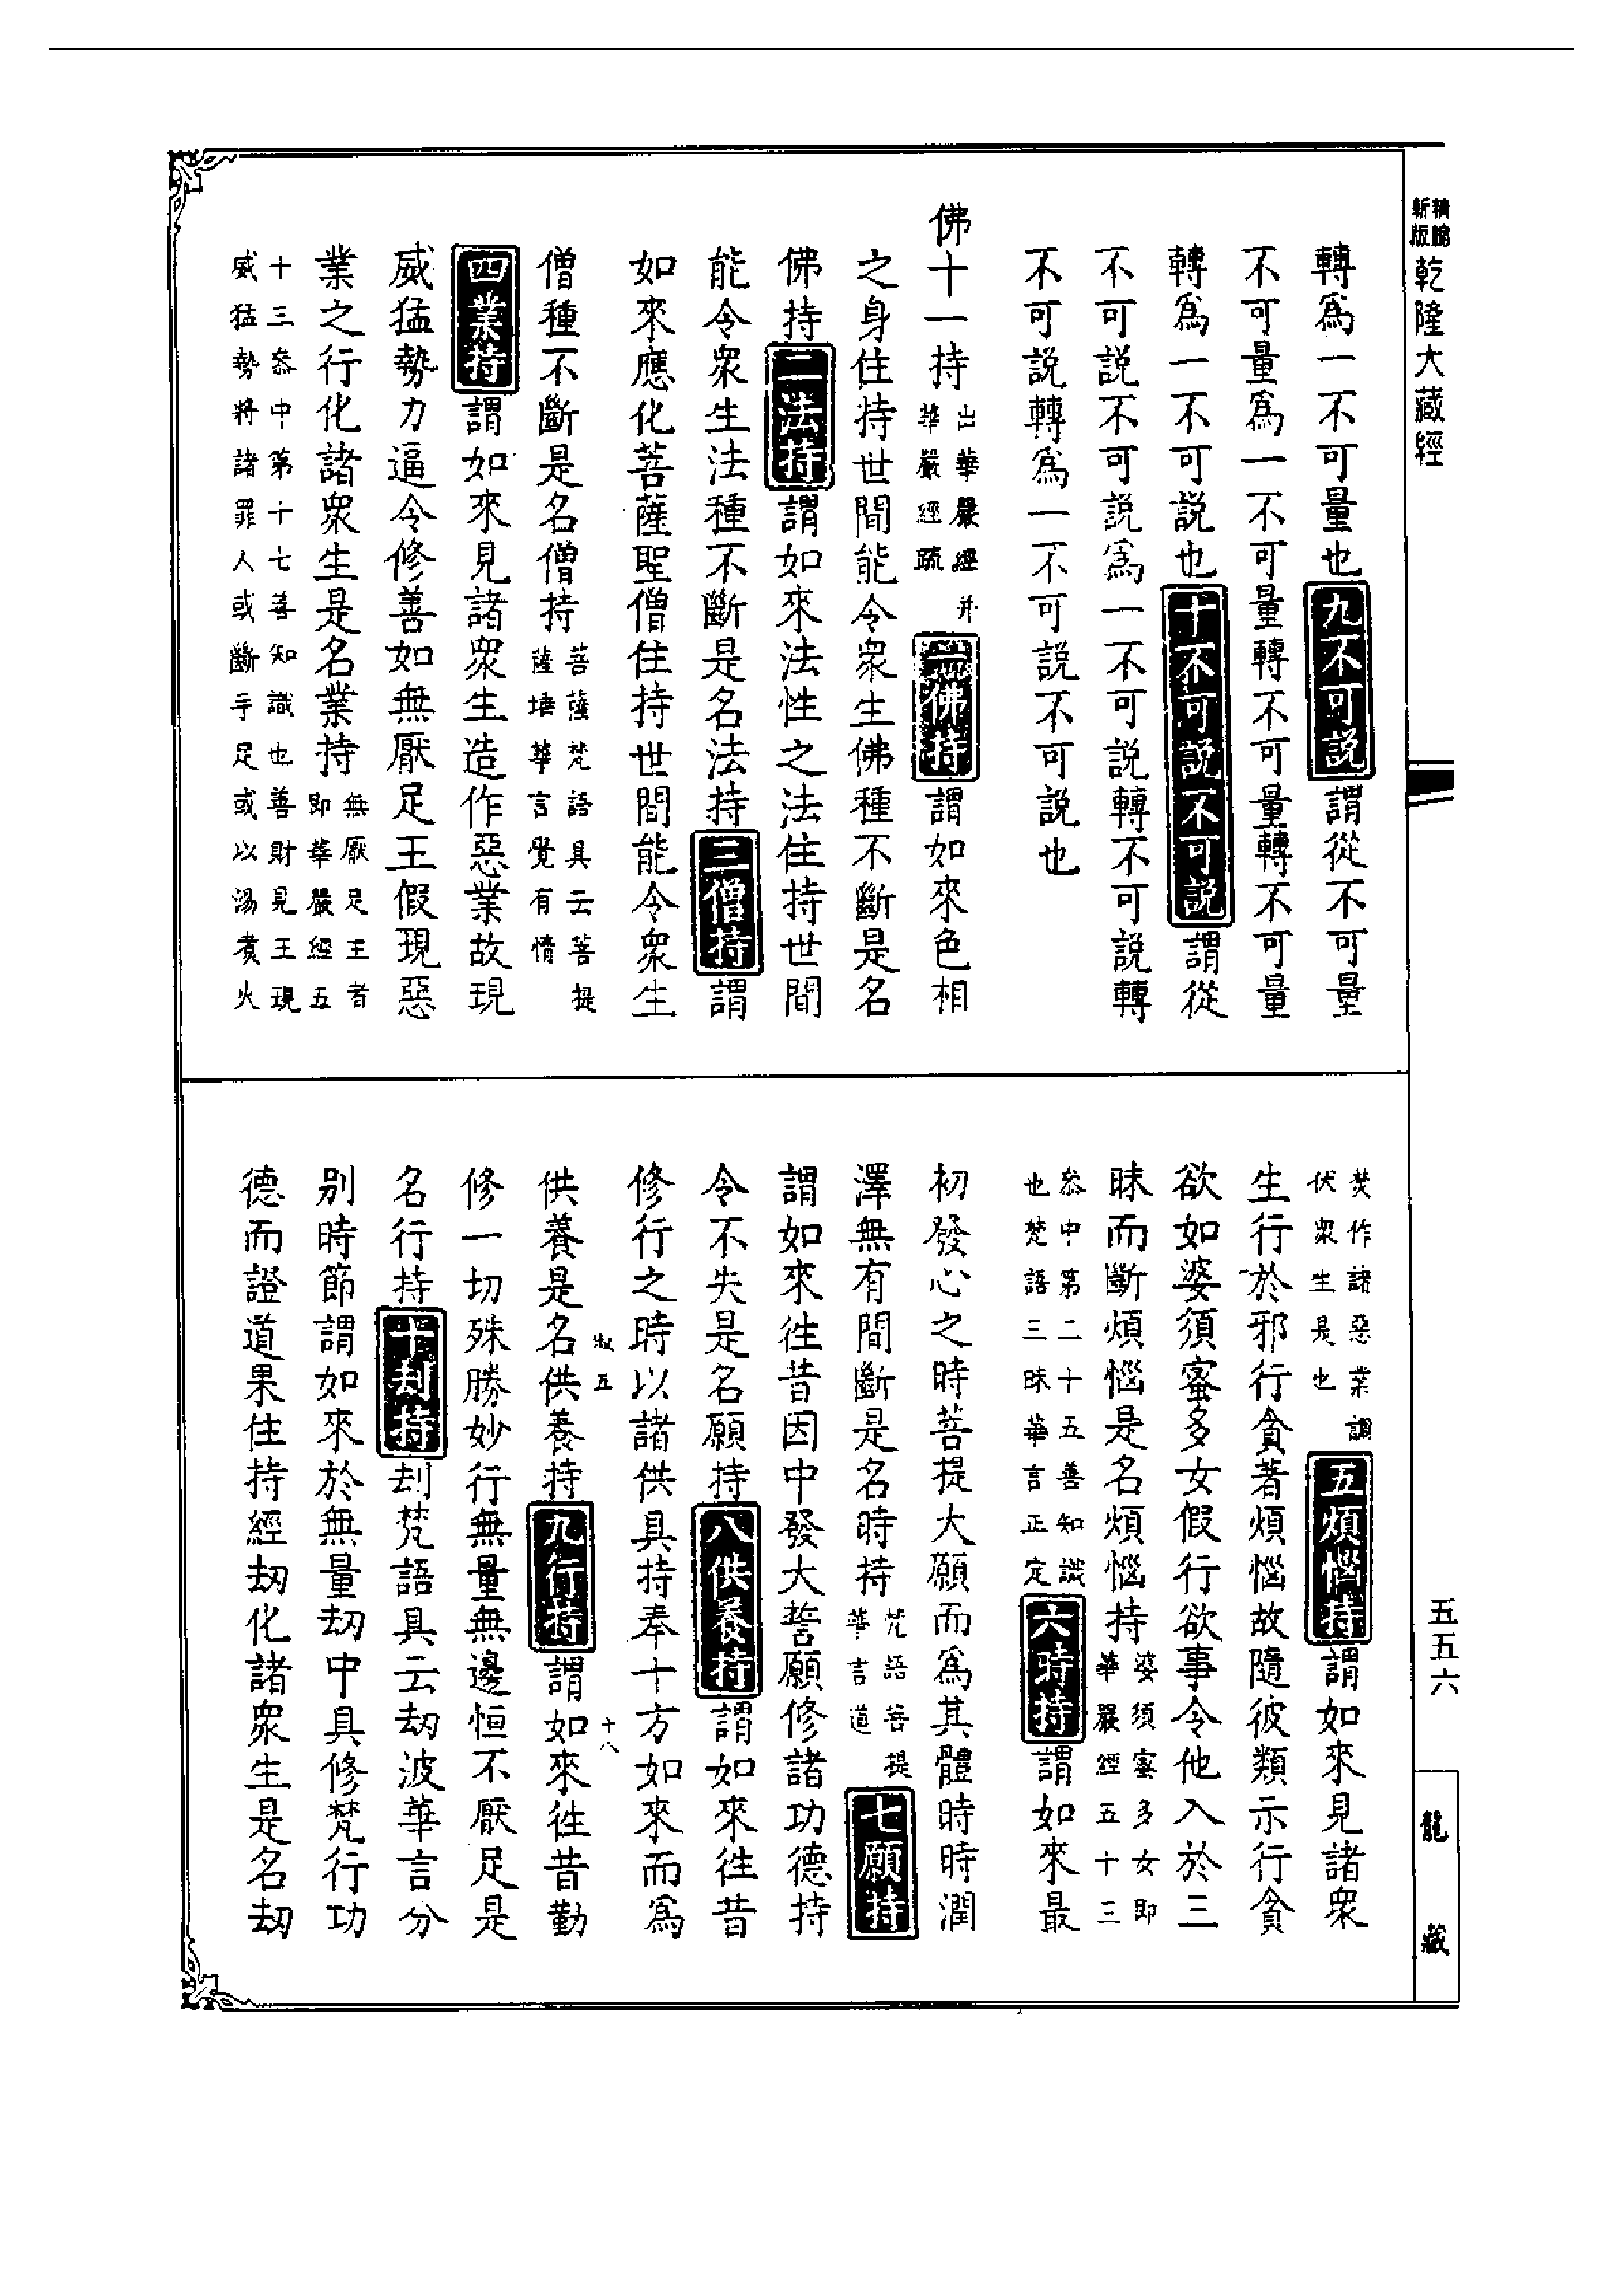 精縮新版乾隆大藏經
轉爲一不可量也九不可説謂從不可量
不可量爲一不可量轉不可量轉不可量
轉爲一不可説也十不可説不可説謂從
不可説不可説爲一不可説轉不可説轉
不可説轉爲一不可説不可説也
佛十一持出華嚴經并華嚴經疏一佛持謂如來色相
之身住持世間能令衆生佛種不斷是名
佛持二法持謂如來法性之法住持世間
能令衆生法種不斷是名法持三僧持謂
如來應化菩薩聖僧住持世間能令衆生
僧種不斷是名僧持菩薩梵語具云菩提薩埵華言覺有情
四業持謂如來見諸衆生造作惡業故現
威猛勢力逼令修善如無厭足王假現惡
業之行化諸衆生是名業持無厭足王者即華嚴經五
十三叅中第十七善知識也善財見王現
威猛勢將諸罪人或斷手足或以湯煮火
焚作諸惡業調伏衆生是也五煩惱持謂如來見諸衆
生行於邪行貪著煩惱故隨彼類示行貪
欲如婆須蜜多女假行欲事令他入於三
昧而斷煩惱是名煩惱持婆須蜜多女即華嚴經五十三
叅中第二十五善知識也梵語三昧華言正定六時持謂如來最
初發心之時菩提大願而爲其體時時潤
澤無有間斷是名時持梵語菩提華言道七願持
謂如來往昔因中發大誓願修諸功德持
令不失是名願持八供養持謂如來往昔
修行之時以諸供具持奉十方如來而爲
五
十八
供養是名供養持九行持謂如來往昔勤
修一切殊勝妙行無量無邊恒不厭足是
名行持十刦持刦梵語具云劫波華言分
別時節謂如來於無量劫中具修梵行功
德而證道果住持經劫化諸衆生是名劫
五五六
龍藏